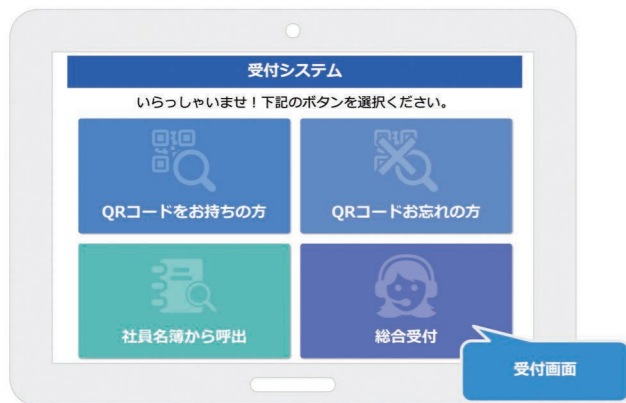 受付システム
いらっしゃいませ！下記のボタンを選択ください。
QRコードをお持ちの方
QRコードお忘れの方
社員名簿から呼出
総合受付
受付画面